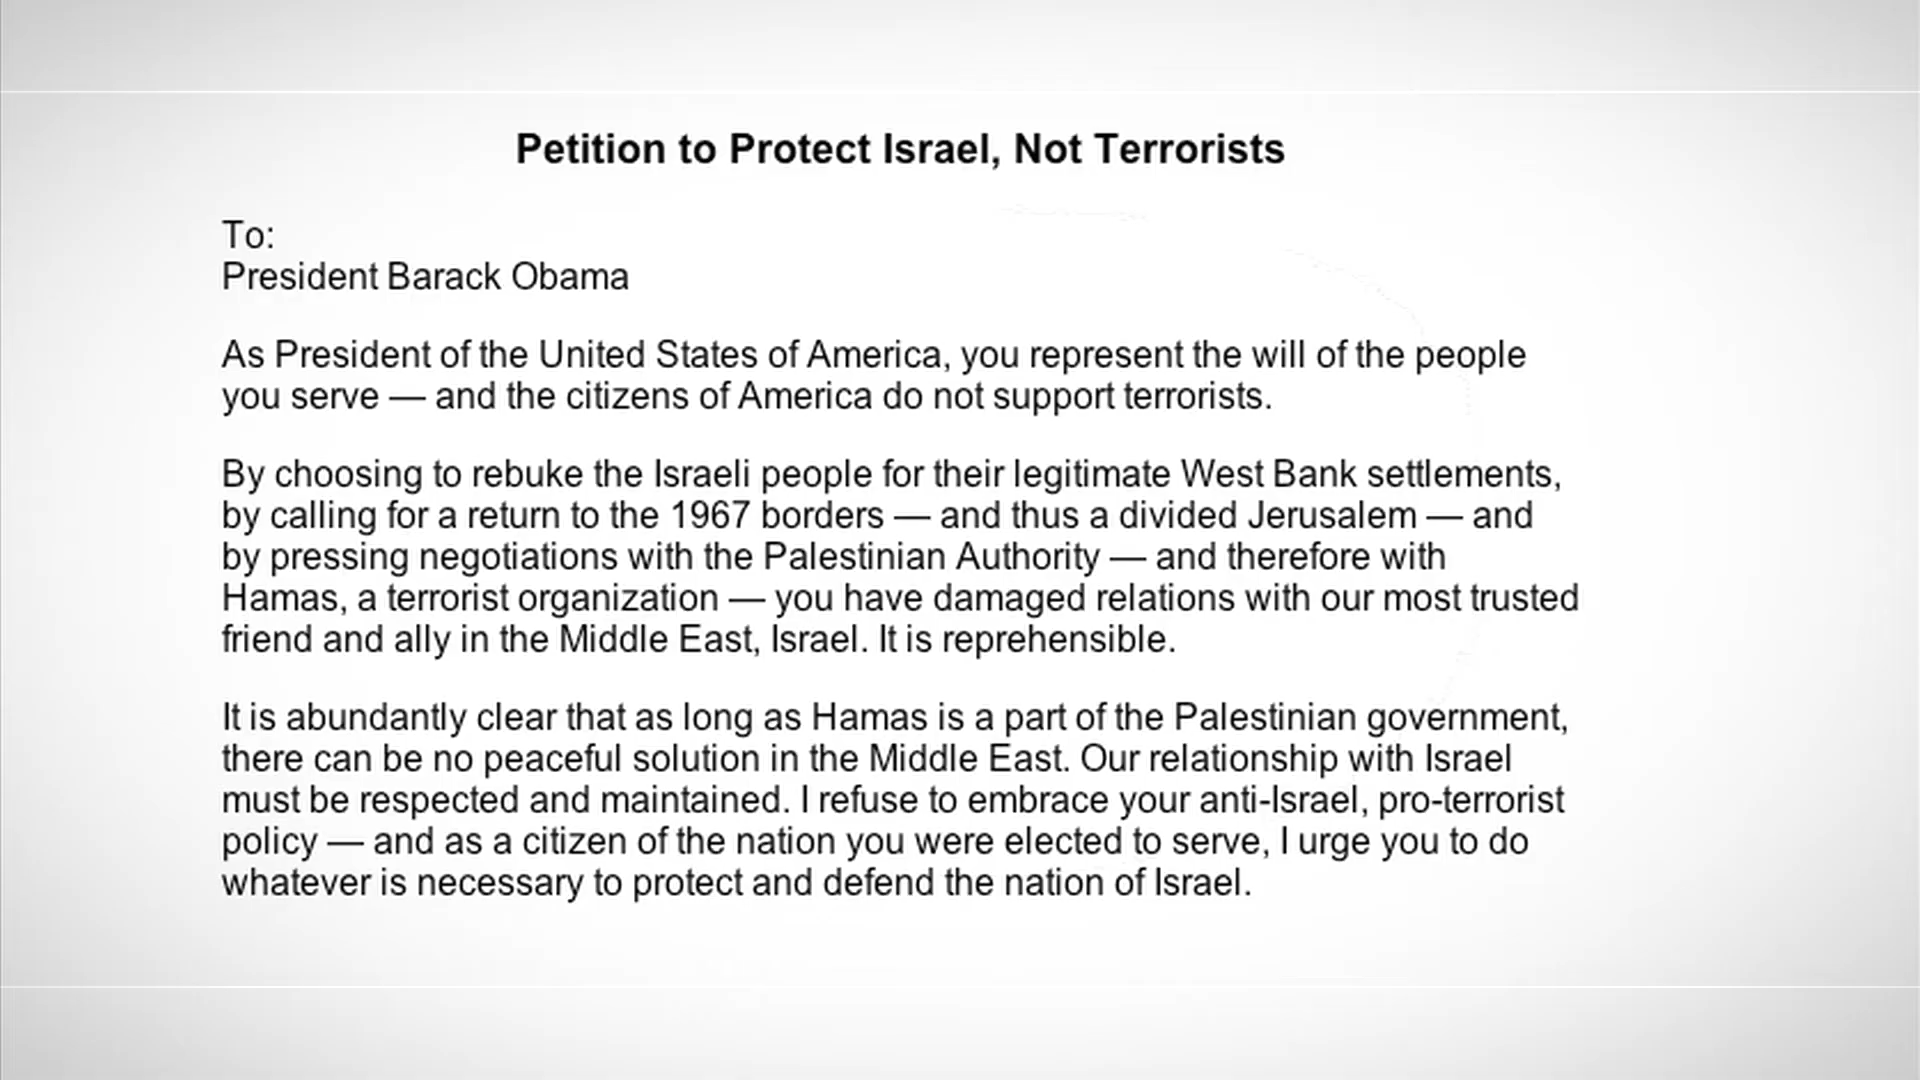 Petition to Protect Israel, Not Terrorists
To:
President Barack Obama
As President of the United States of America, you represent the will of the people
you serve — and the citizens of America do not support terrorists.
By choosing to rebuke the Israeli people for their legitimate West Bank settlements,
by calling for a return to the 1967 borders — and thus a divided Jerusalem — and
by pressing negotiations with the Palestinian Authority — and therefore with
Hamas, a terrorist organization — you have damaged relations with our most trusted
friend and ally in the Middle East, Israel. It is reprehensible.
It is abundantly clear that as long as Hamas is a part of the Palestinian government,
there can be no peaceful solution in the Middle East. Our relationship with Israel
must be respected and maintained. I refuse to embrace your anti-Israel, pro-terrorist
policy — and as a citizen of the nation you were elected to serve, I urge you to do
whatever is necessary to protect and defend the nation of Israel.